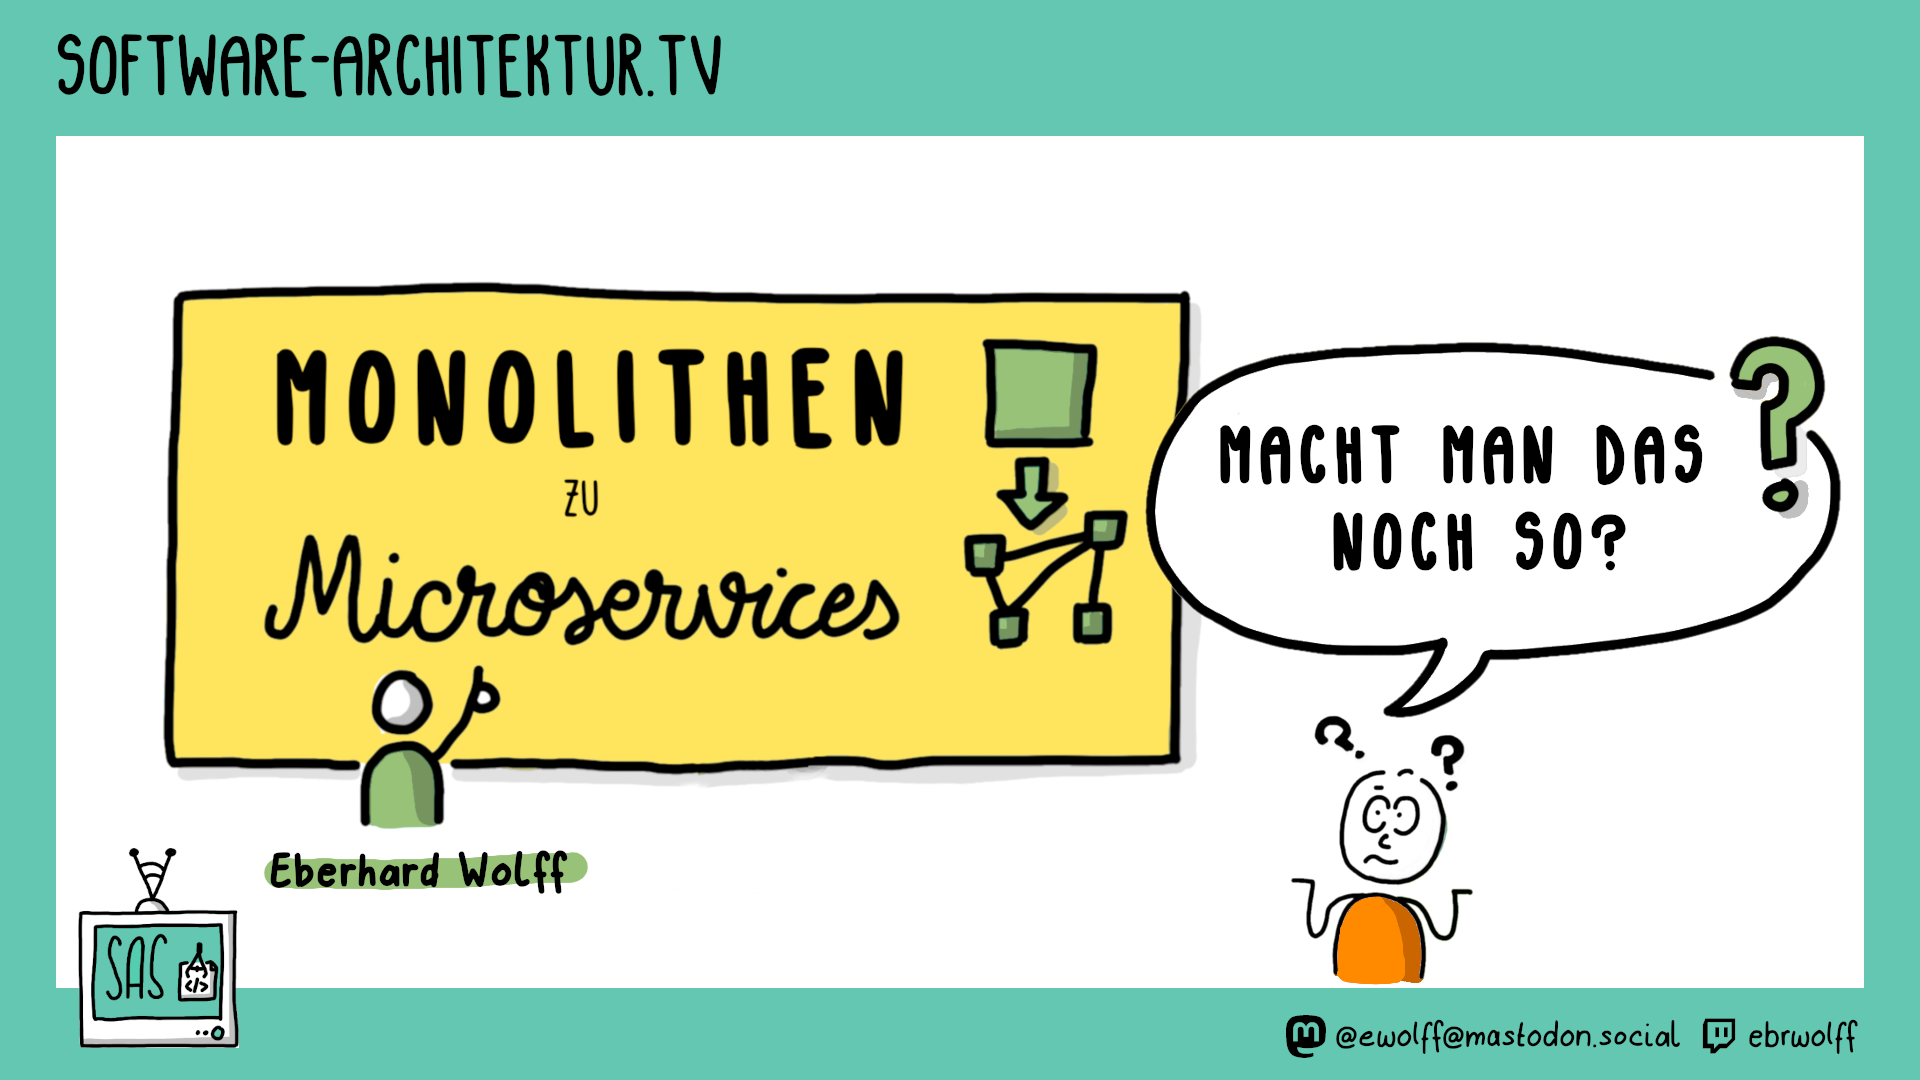 SOFTWARE-ARCHITEKTUR.TV
MONOLITHEN
ZU
Microservices
MACHT MAN DAS
NOCH SO?
?
? ?
Eberhard Wolff
SAS
</>
@ewolff@mastodon.social ebrwolff